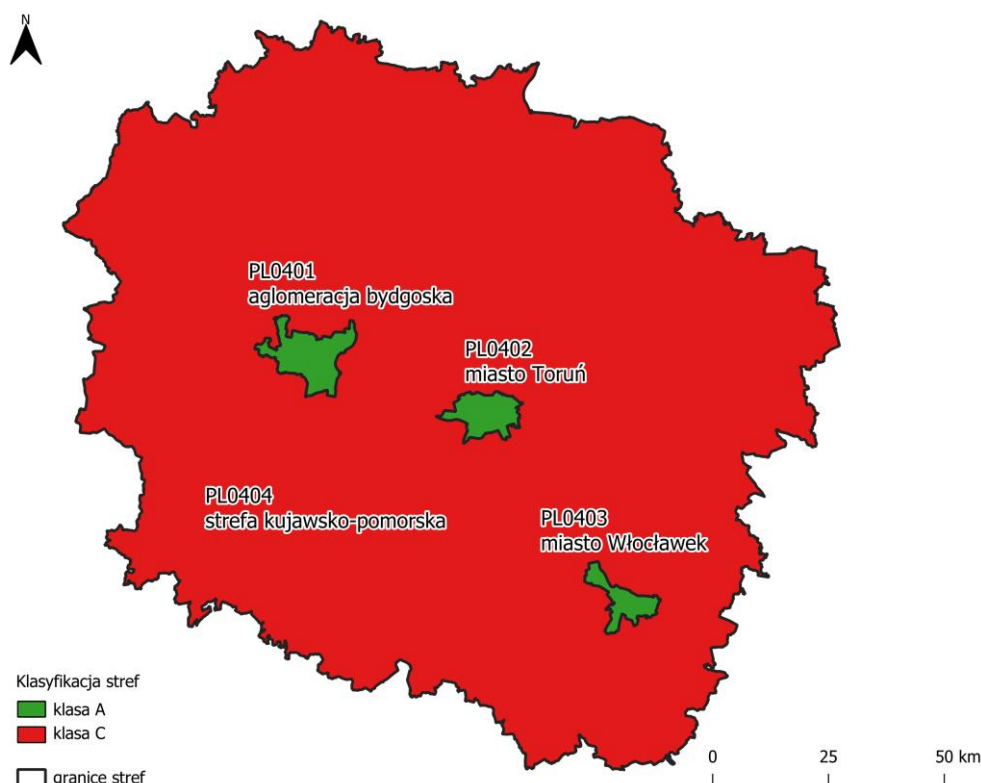 N
PL0401
aglomeracja bydgoska
PL0402
miasto Toruń
PL0404
strefa kujawsko-pomorska
PL0403
miasto Włocławek
Klasyfikacja stref
klasa A
klasa C
granice stref
0 25 50 km